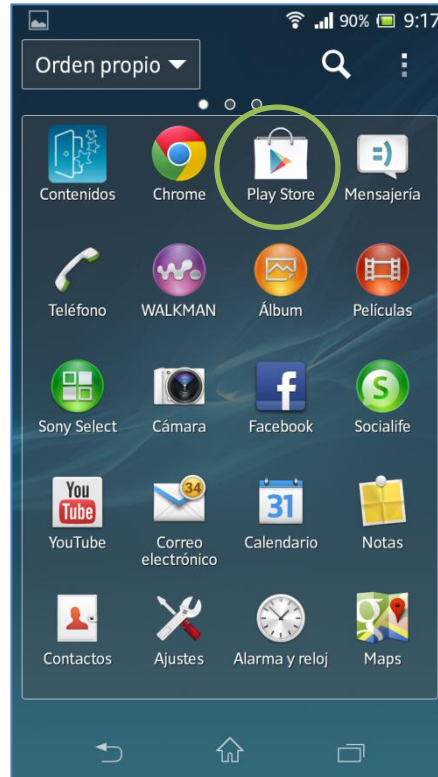 90% 9:17
Orden propio
Contenidos Chrome Play Store Mensajería
Teléfono WALKMAN Álbum Películas
31
Sony Select Cámara Facebook Socialife
You
Tube
34
31
YouTube Correo electrónico Calendario Notas
Contactos Ajustes Alarma y reloj Maps